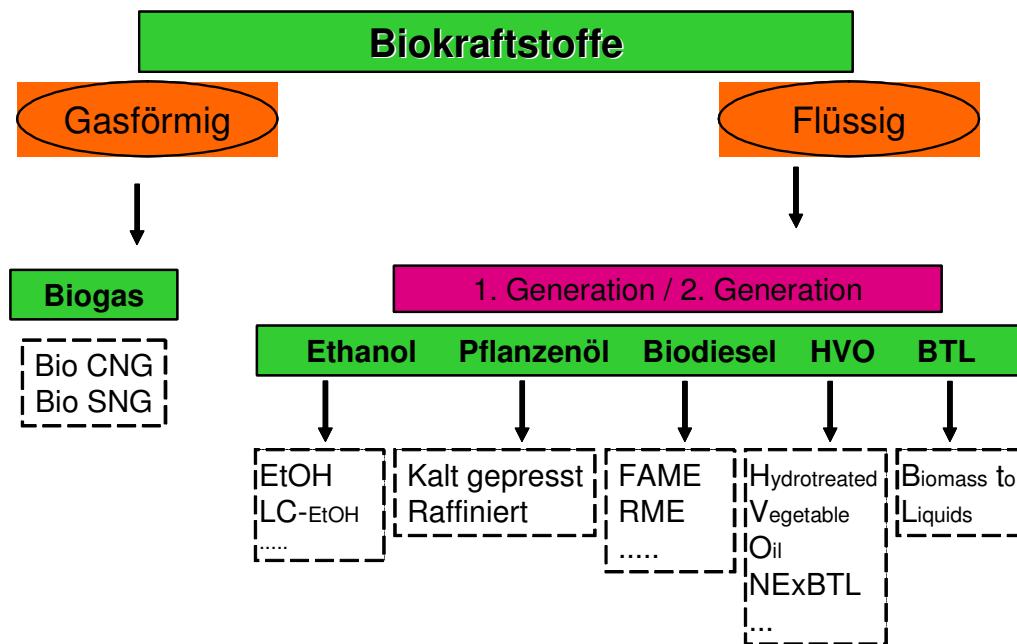 Biokraftstoffe
Gasförmig
Flüssig
Biogas
Bio CNG
Bio SNG
1. Generation / 2. Generation
Ethanol Pflanzenöl Biodiesel HVO BTL
EtOH
LC-EtOH
.....
Kalt gepresst
Raffiniert
FAME
RME
.....
Hydrotreated
Vegetable
Oil
NExBTL
...
Biomass to
Liquids